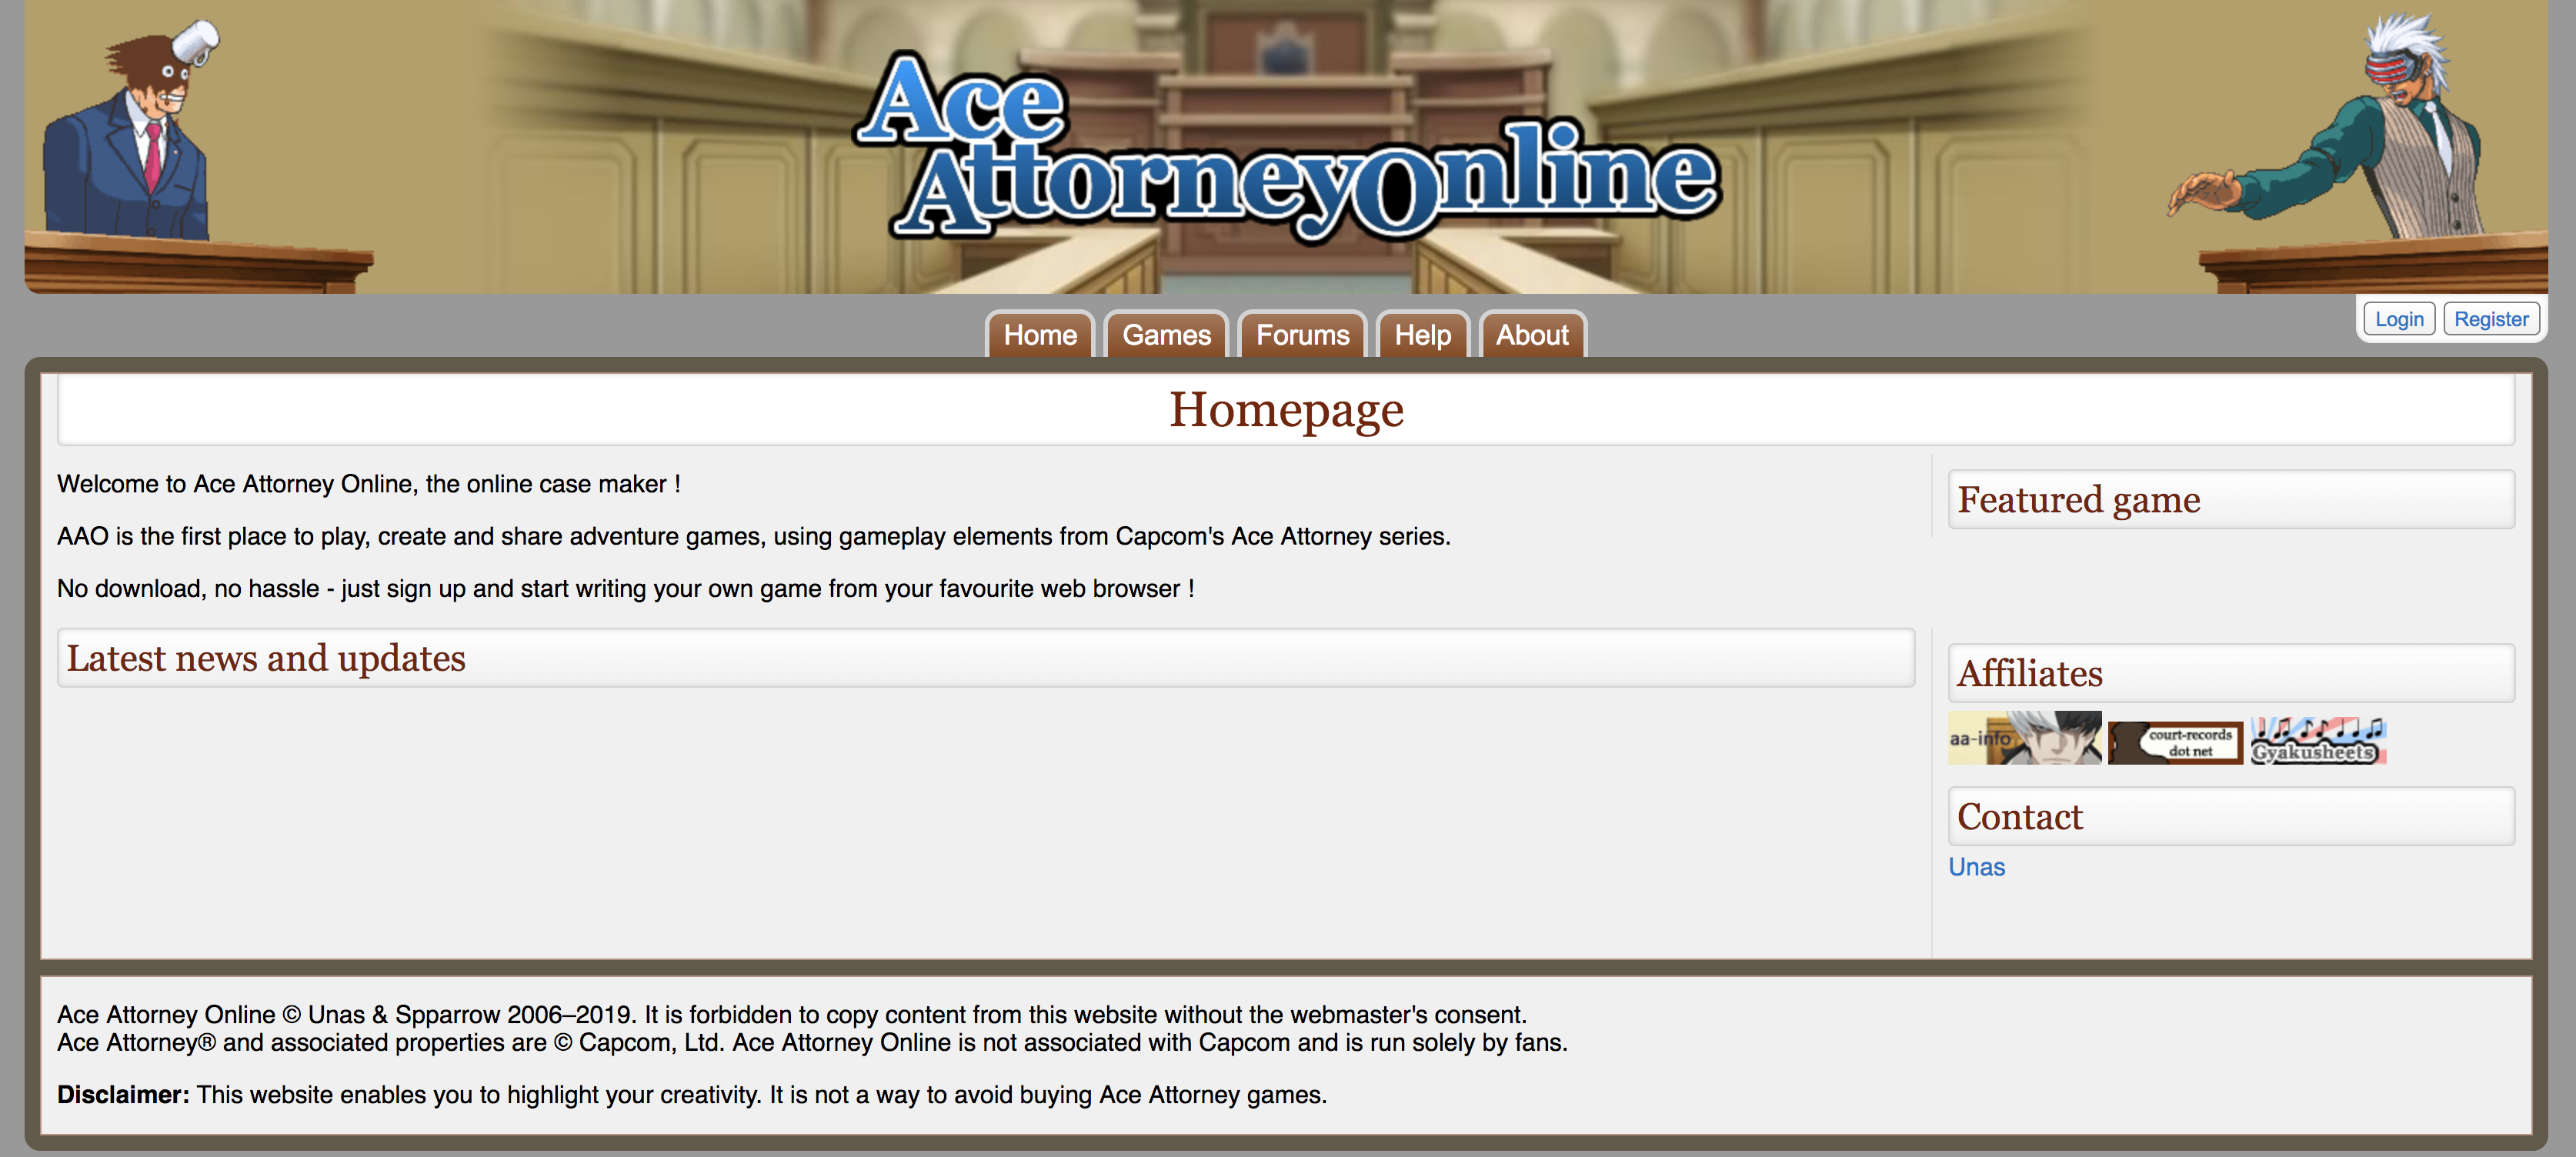 Ace
Attorney Online
Home
Games
Forums
Help
About
Login
Register
Homepage
Welcome to Ace Attorney Online, the online case maker !
AAO is the first place to play, create and share adventure games, using gameplay elements from Capcom's Ace Attorney series.
No download, no hassle - just sign up and start writing your own game from your favourite web browser !
Featured game
Latest news and updates
Affiliates
aa-info
court-records
dot net
Gyakusheets
Contact
Unas
Ace Attorney Online © Unas & Spparrow 2006–2019. It is forbidden to copy content from this website without the webmaster's consent.
Ace Attorney® and associated properties are © Capcom, Ltd. Ace Attorney Online is not associated with Capcom and is run solely by fans.
Disclaimer: This website enables you to highlight your creativity. It is not a way to avoid buying Ace Attorney games.